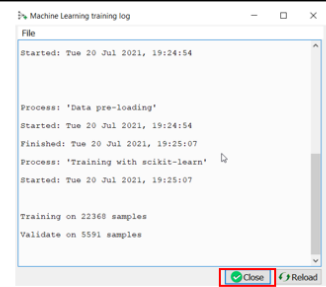 Machine Learning training log
File
Started: Tue 20 Jul 2021, 19:24:54
Process: 'Data pre-loading'
Started: Tue 20 Jul 2021, 19:24:54
Finished: Tue 20 Jul 2021, 19:25:07
Process: 'Training with scikit-learn'
Started: Tue 20 Jul 2021, 19:25:07
Training on 22368 samples
Validate on 5591 samples
Close Reload